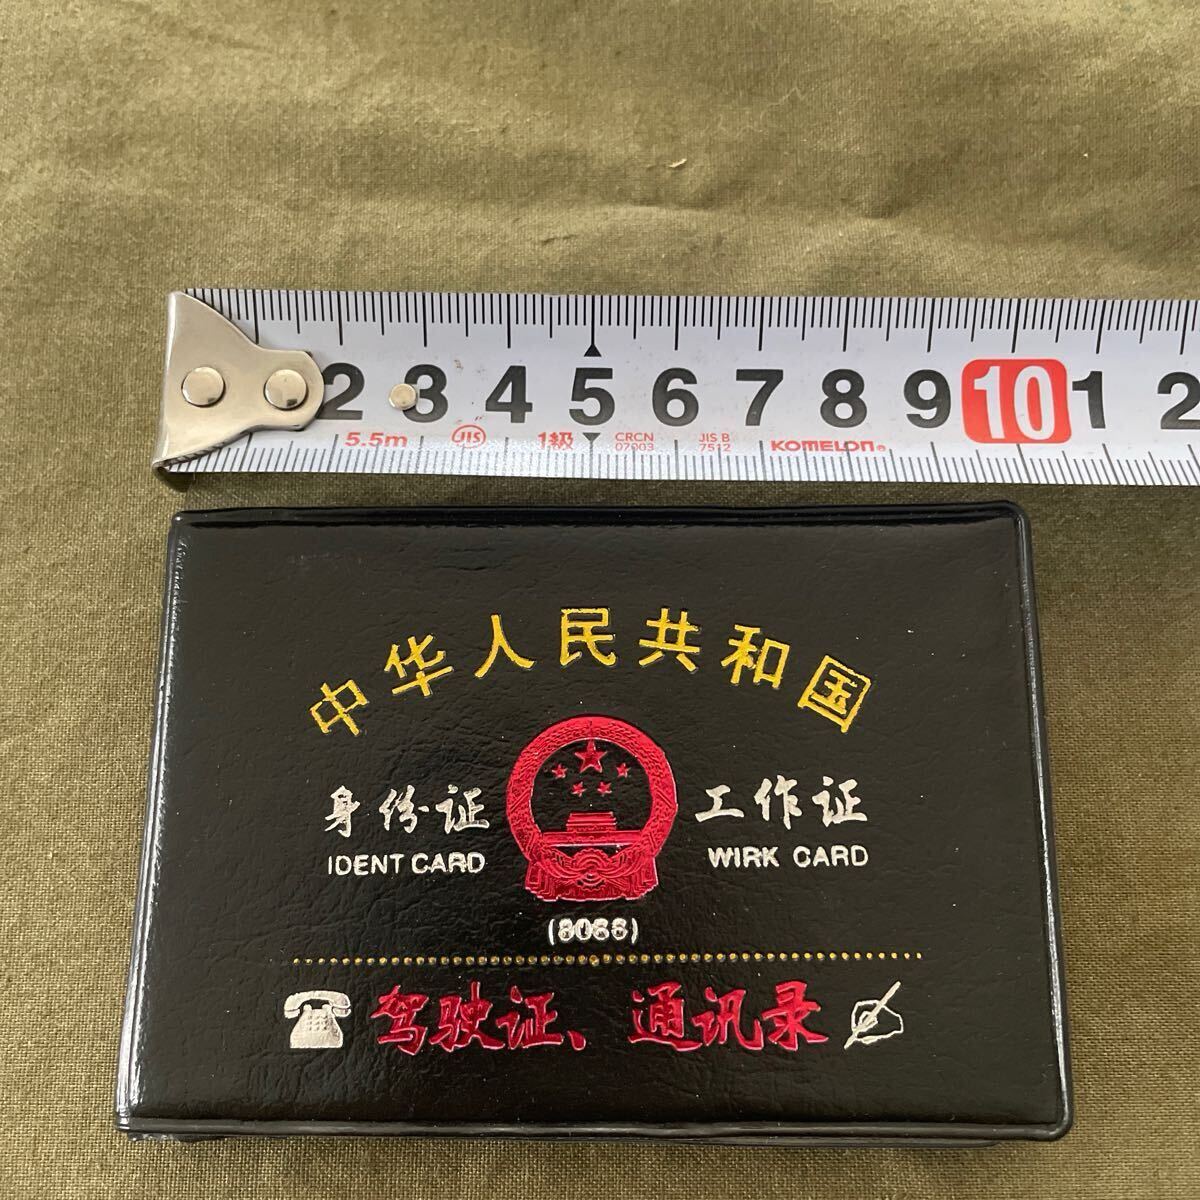 2 3 4 5 6 7 8 9 10 1 2
5.5m JIS 1級 CRCN 07003 JIS B 7512 KOMELON®
中华人民共和国
身份证 工作证
IDENT CARD WIRK CARD
(8066)
驾驶证、通讯录